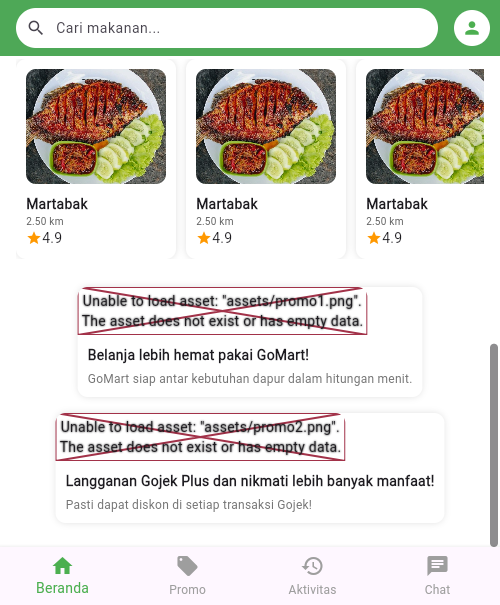 Cari makanan...
Martabak
2.50 km
4.9
Martabak
2.50 km
4.9
Martabak
2.50 km
4.9
Unable to load asset: "assets/promo1.png".
The asset does not exist or has empty data.
Belanja lebih hemat pakai GoMart!
GoMart siap antar kebutuhan dapur dalam hitungan menit.
Unable to load asset: "assets/promo2.png".
The asset does not exist or has empty data.
Langganan Gojek Plus dan nikmati lebih banyak manfaat!
Pasti dapat diskon di setiap transaksi Gojek!
Beranda
Promo
Aktivitas
Chat